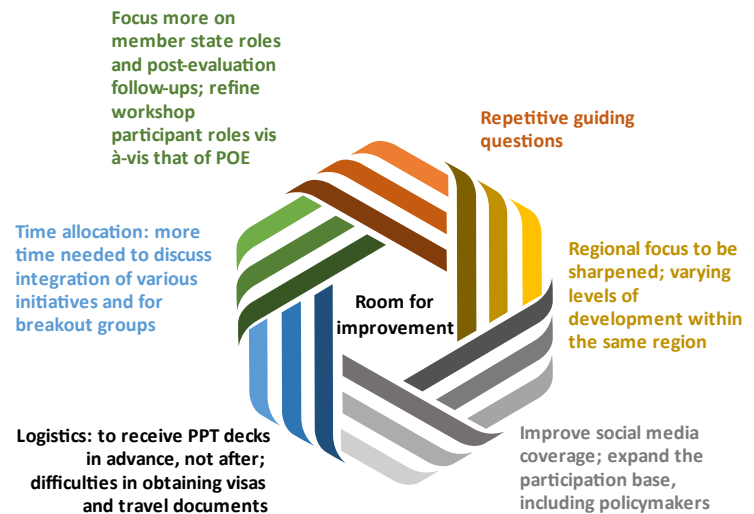 Focus more on
member state roles
and post-evaluation
follow-ups; refine
workshop
participant roles vis
à-vis that of POE
Repetitive guiding
questions
Time allocation: more
time needed to discuss
integration of various
initiatives and for
breakout groups
Room for
improvement
Regional focus to be
sharpened; varying
levels of
development within
the same region
Logistics: to receive PPT decks
in advance, not after;
difficulties in obtaining visas
and travel documents
Improve social media
coverage; expand the
participation base,
including policymakers